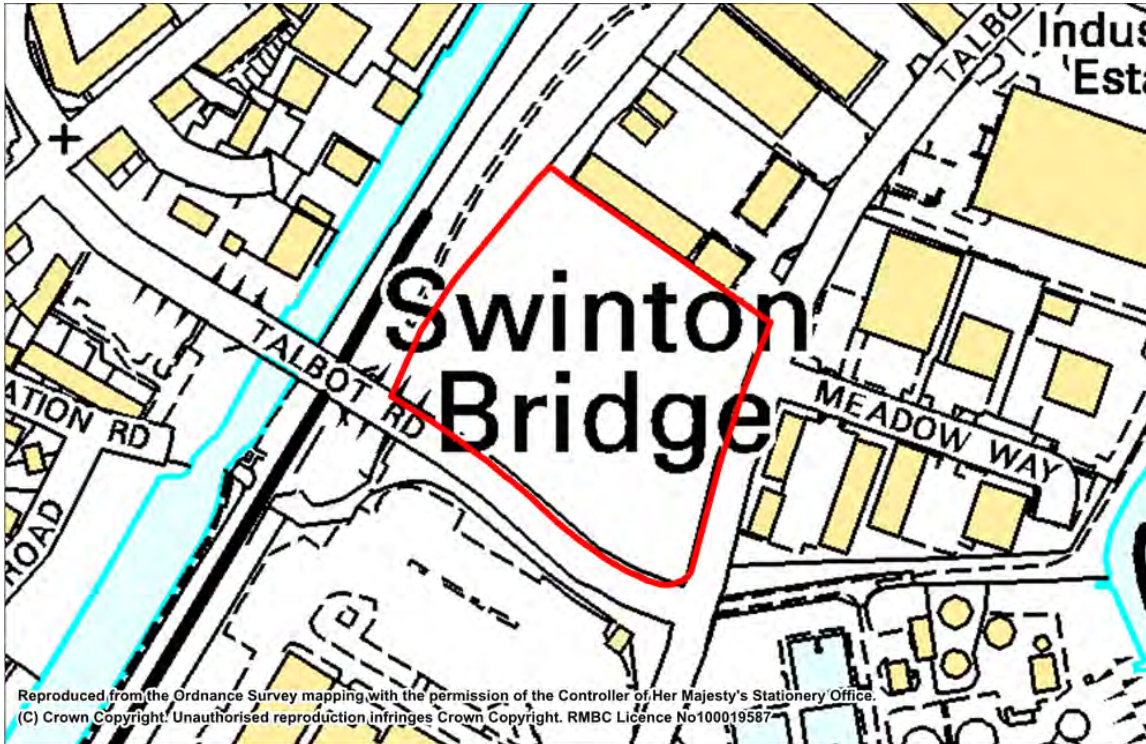 TALBO
Indus
'Esta
Swinton
Bridge
TALBOT RD
MEADOW WAY
ATION RD
ROAD
Reproduced from the Ordnance Survey mapping with the permission of the Controller of Her Majesty's Stationery Office.
(C) Crown Copyright. Unauthorised reproduction infringes Crown Copyright. RMBC Licence No100019587